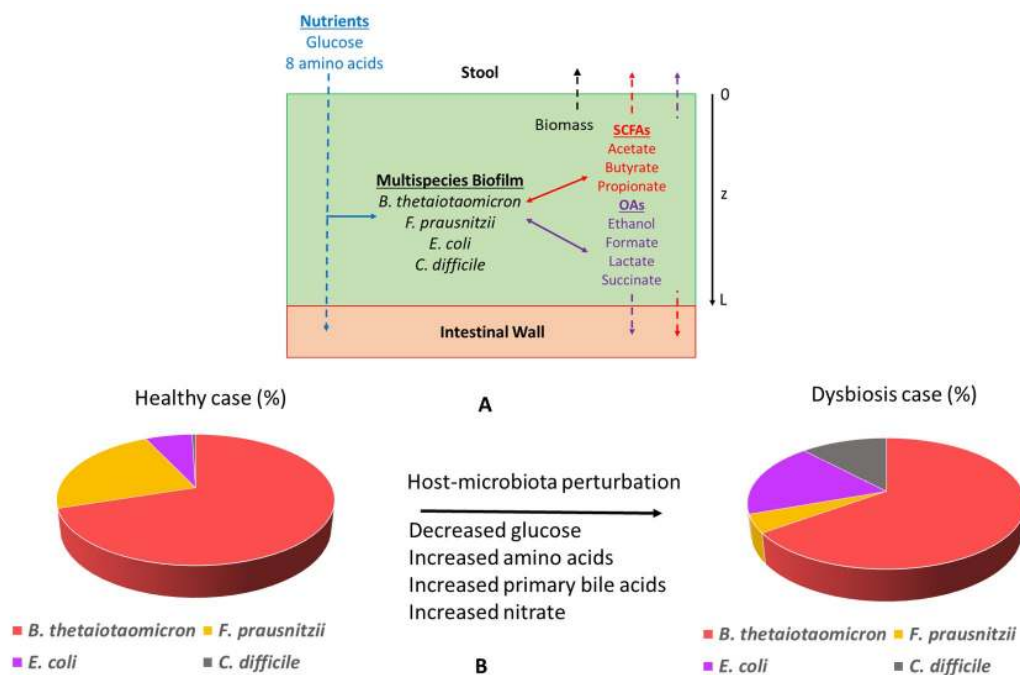 Nutrients
Glucose
8 amino acids
Stool
0
Biomass
SCFAs
Acetate
Butyrate
Propionate
Multispecies Biofilm
B. thetaiotaomicron
F. prausnitzii
E. coli
C. difficile
OAs
Ethanol
Formate
Lactate
Succinate
z
L
Intestinal Wall
A
Healthy case (%)
Dysbiosis case (%)
Host-microbiota perturbation
Decreased glucose
Increased amino acids
Increased primary bile acids
Increased nitrate
B. thetaiotaomicron F. prausnitzii
E. coli C. difficile
B. thetaiotaomicron F. prausnitzii
E. coli C. difficile
B